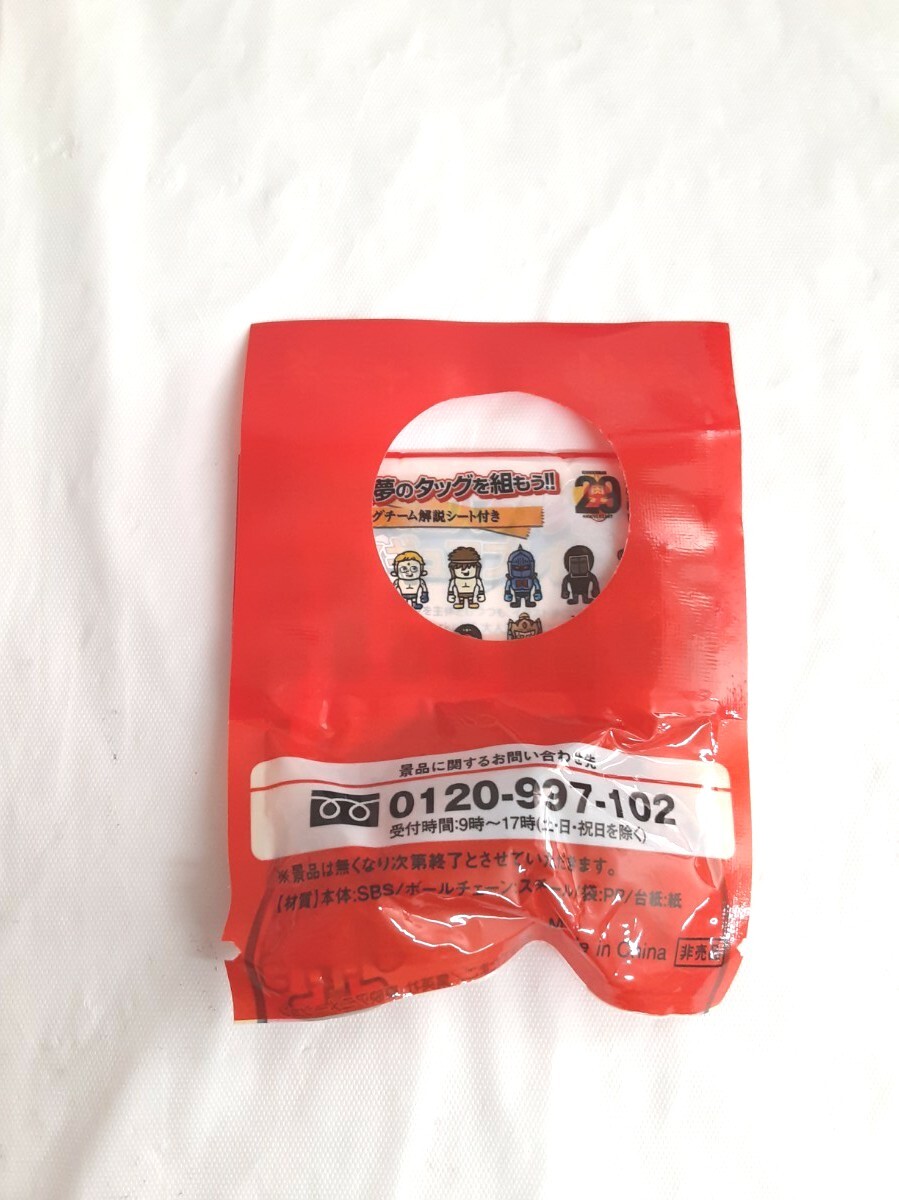 夢のタッグを組もう!!
29
グチーム解説シート付き
景品に関するお問い合わせ先
0120-997-102
受付時間:9時〜17時(土・日・祝日を除く)
※景品は無くなり次第終了とさせていただきます。
【材質】本体:SBS/ボールチェーン:スチール/袋:PP/台紙:紙
Made in China 非売品